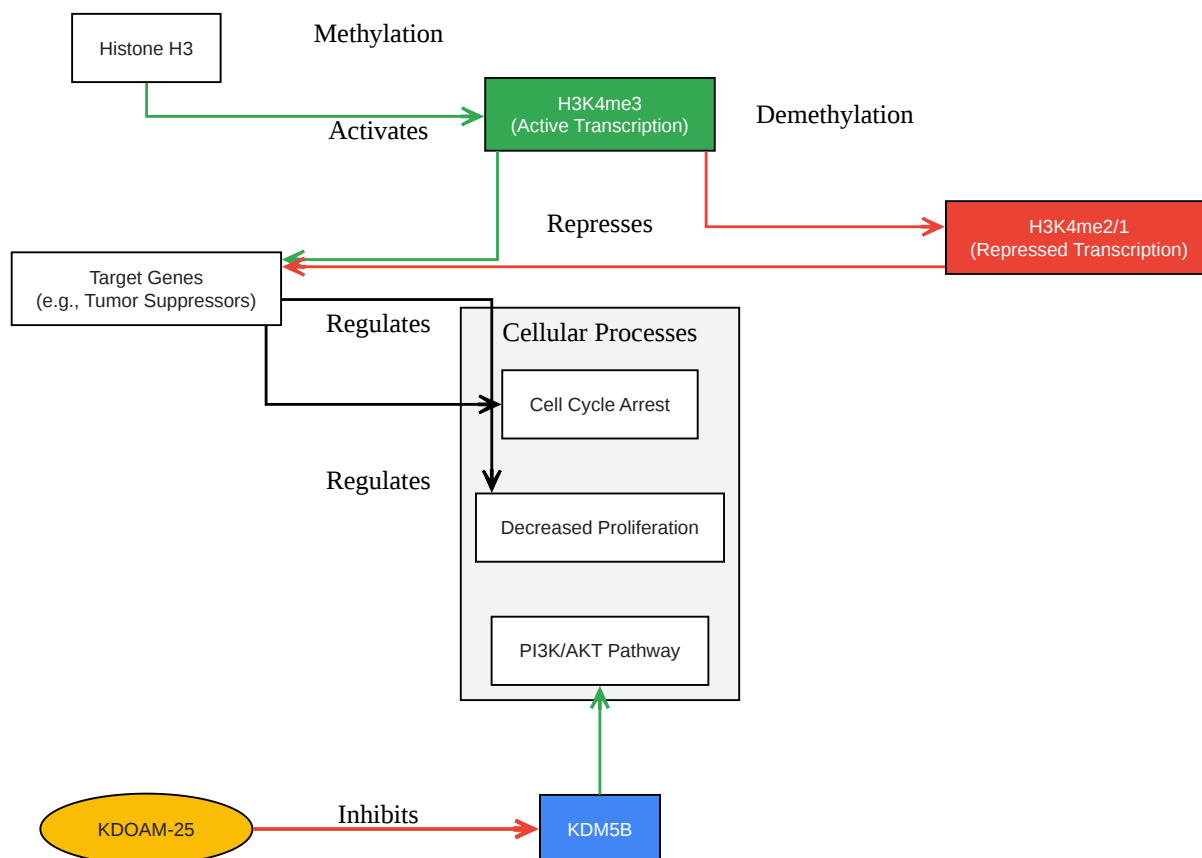 Histone H3
Methylation
H3K4me3
(Active Transcription)
Activates
Demethylation
Represses
H3K4me2/1
(Repressed Transcription)
Target Genes
(e.g., Tumor Suppressors)
Regulates
Cellular Processes
Cell Cycle Arrest
Regulates
Decreased Proliferation
PI3K/AKT Pathway
KDOAM-25
Inhibits
KDM5B